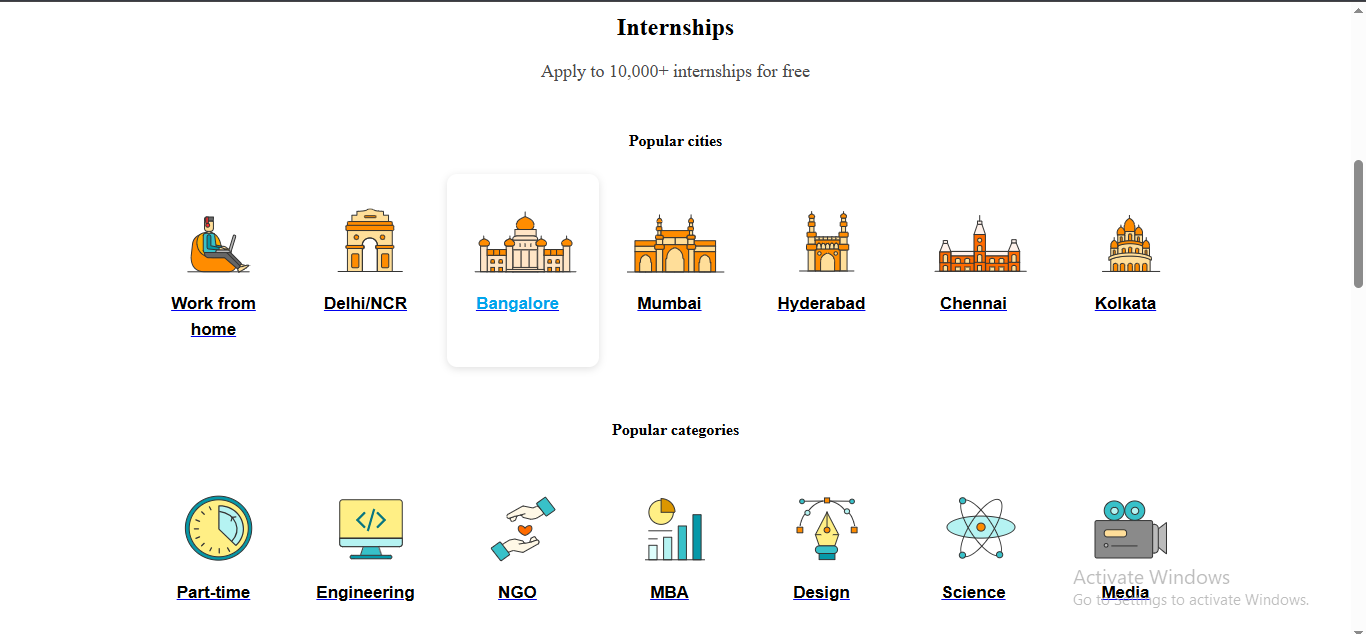 Internships
Apply to 10,000+ internships for free
Popular cities
Work from
home
Delhi/NCR
Bangalore
Mumbai
Hyderabad
Chennai
Kolkata
Popular categories
</>
Part-time
Engineering
NGO
MBA
Design
Science
Media
Activate Windows
Go to Settings to activate Windows.